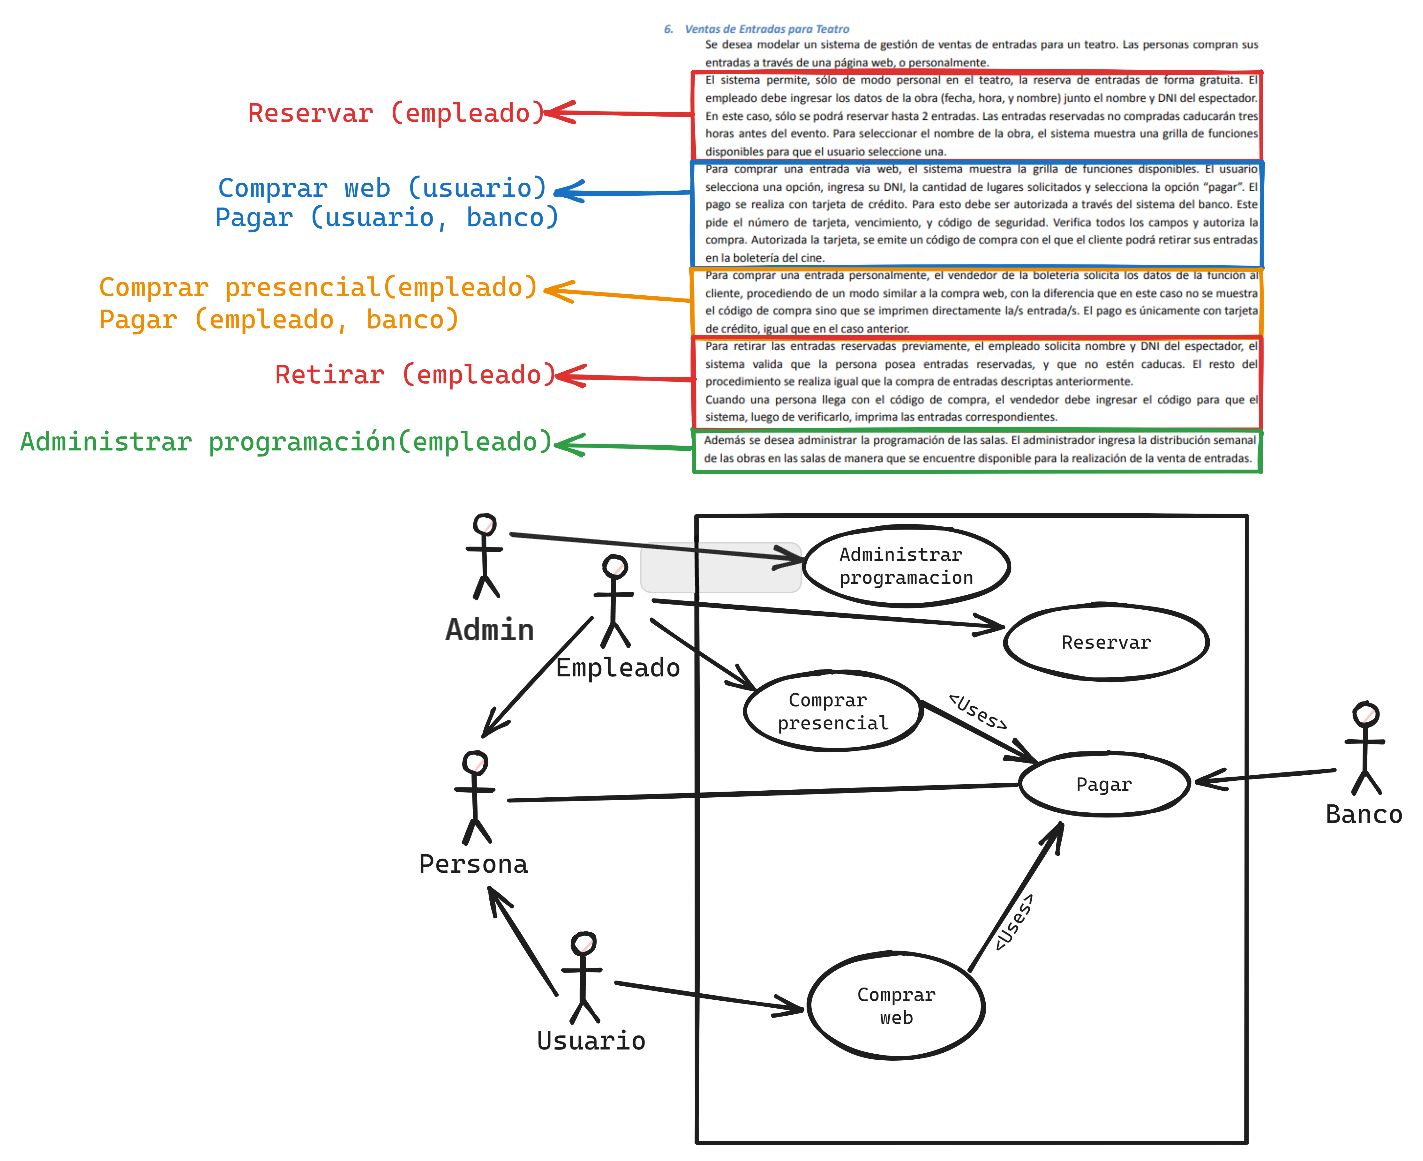 6. Ventas de Entradas para Teatro
Se desea modelar un sistema de gestión de ventas de entradas para un teatro. Las personas compran sus
entradas a través de una página web, o personalmente.
El sistema permite, sólo de modo personal en el teatro, la reserva de entradas de forma gratuita. El
empleado debe ingresar los datos de la obra (fecha, hora, y nombre) junto el nombre y DNI del espectador.
En este caso, sólo se podrá reservar hasta 2 entradas. Las entradas reservadas no compradas caducarán tres
horas antes del evento. Para seleccionar el nombre de la obra, el sistema muestra una grilla de funciones
disponibles para que el usuario seleccione una.
Para comprar una entrada vía web, el sistema muestra la grilla de funciones disponibles. El usuario
selecciona una opción, ingresa su DNI, la cantidad de lugares solicitados y selecciona la opción “pagar”. El
pago se realiza con tarjeta de crédito. Para esto debe ser autorizada a través del sistema del banco. Este
pide el número de tarjeta, vencimiento, y código de seguridad. Verifica todos los campos y autoriza la
compra. Autorizada la tarjeta, se emite un código de compra con el que el cliente podrá retirar sus entradas
en la boletería del cine.
Para comprar una entrada personalmente, el vendedor de la boletería solicita los datos de la función al
cliente, procediendo de un modo similar a la compra web, con la diferencia que en este caso no se muestra
el código de compra sino que se imprimen directamente la/s entrada/s. El pago es únicamente con tarjeta
de crédito, igual que en el caso anterior.
Para retirar las entradas reservadas previamente, el empleado solicita nombre y DNI del espectador, el
sistema valida que la persona posea entradas reservadas, y que no estén caducas. El resto del
procedimiento se realiza igual que la compra de entradas descriptas anteriormente.
Cuando una persona llega con el código de compra, el vendedor debe ingresar el código para que el
sistema, luego de verificarlo, imprima las entradas correspondientes.
Además se desea administrar la programación de las salas. El administrador ingresa la distribución semanal
de las obras en las salas de manera que se encuentre disponible para la realización de la venta de entradas.
Reservar (empleado)
Comprar web (usuario)
Pagar (usuario, banco)
Comprar presencial(empleado)
Pagar (empleado, banco)
Retirar (empleado)
Administrar programación(empleado)
Admin
Empleado
Administrar
programacion
Reservar
Comprar
presencial
<Uses>
Pagar
Banco
Persona
<Uses>
Usuario
Comprar
web